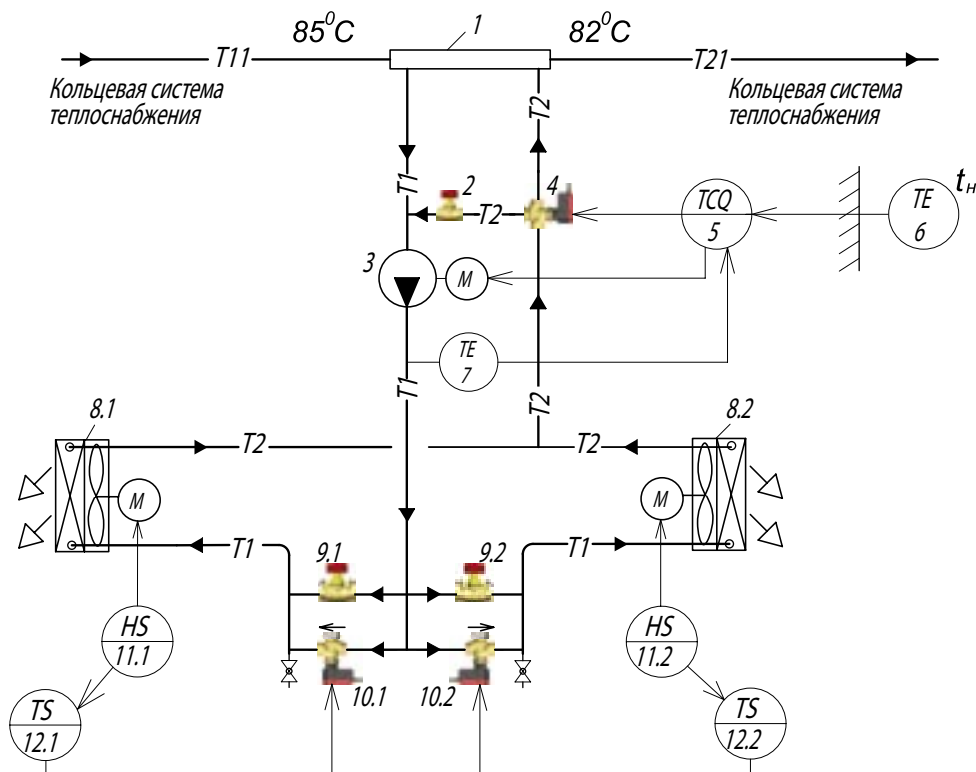 85⁰C
1
82⁰C
T11
T21
Кольцевая система
теплоснабжения
Кольцевая система
теплоснабжения
T2
T1
2
4
TCQ
5
TE
6
tн
T2
3
M
TE
7
T1
T2
8.1
8.2
T2
T2
M
M
T1
T1
9.1
9.2
HS
11.1
HS
11.2
10.1
10.2
TS
12.1
TS
12.2